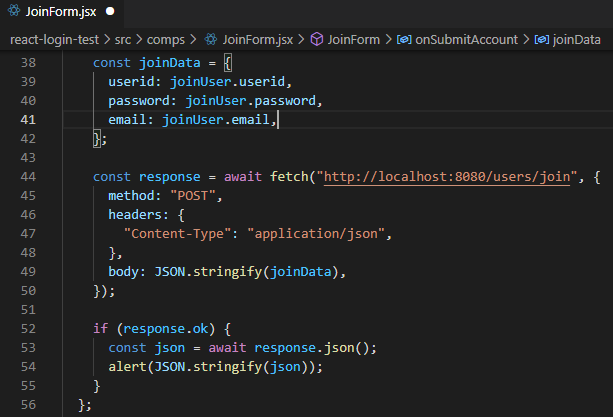 JoinForm.jsx
react-login-test > src > comps > JoinForm.jsx > JoinForm > onSubmitAccount > joinData
38 const joinData = {
39 userid: joinUser.userid,
40 password: joinUser.password,
41 email: joinUser.email,
42 };
43
44 const response = await fetch("http://localhost:8080/users/join", {
45 method: "POST",
46 headers: {
47 "Content-Type": "application/json",
48 },
49 body: JSON.stringify(joinData),
50 });
51
52 if (response.ok) {
53 const json = await response.json();
54 alert(JSON.stringify(json));
55 }
56 };